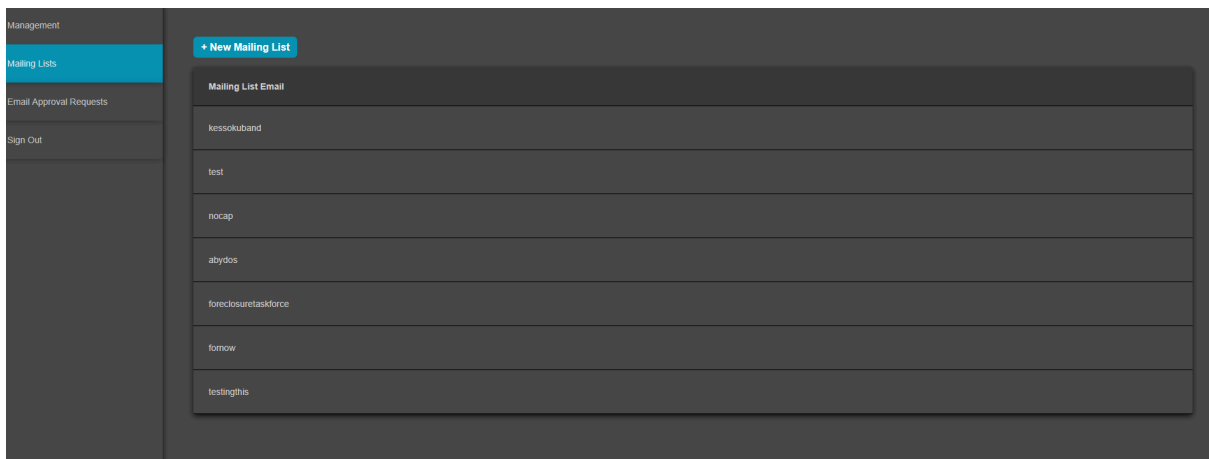 Management
Mailing Lists
Email Approval Requests
Sign Out
+ New Mailing List
Mailing List Email
kessokuband
test
nocap
abydos
foreclosuretaskforce
fornow
testingthis